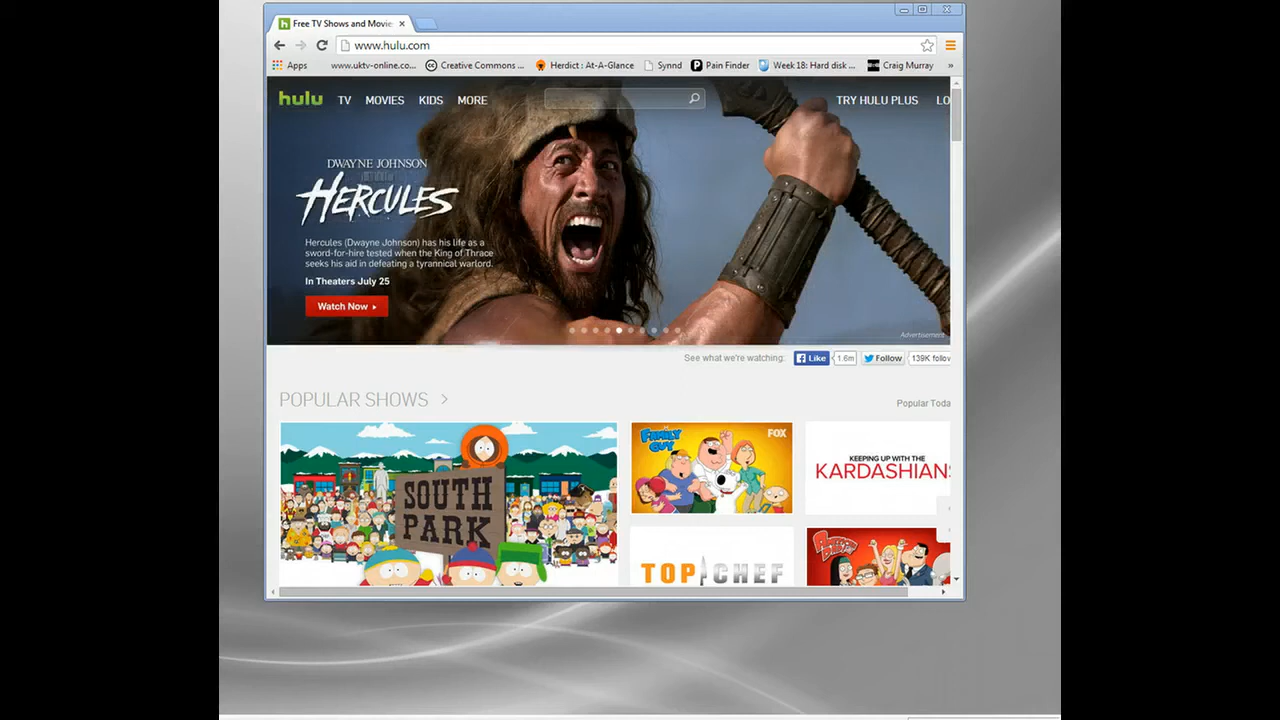 Free TV Shows and Movie
www.hulu.com
Apps www.uktv-online.co... Creative Commons ... Herdict : At-A-Glance Synnd Pain Finder Week 18: Hard disk ... Craig Murray »
hulu TV MOVIES KIDS MORE TRY HULU PLUS LO
DWAYNE JOHNSON
HERCULES
Hercules (Dwayne Johnson) has his life as a
sword-for-hire tested when the King of Thrace
seeks his aid in defeating a tyrannical warlord.
In Theaters July 25
Watch Now
Advertisement
See what we're watching: Like 1.6m Follow 139K follov
POPULAR SHOWS Popular Toda
SOUTH
PARK
FAMILY
GUY
FOX
KEEPING UP WITH THE
KARDASHIANS
TOP CHEF
AMERICAN
DAD!